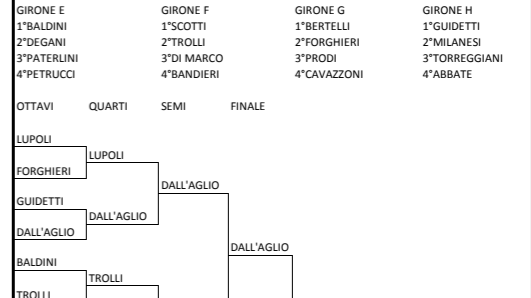 GIRONE E GIRONE F GIRONE G GIRONE H
1°BALDINI 1°SCOTTI 1°BERTELLI 1°GUIDETTI
2°DEGANI 2°TROLLI 2°FORGHIERI 2°MILANESI
3°PATERLINI 3°DI MARCO 3°PRODI 3°TORREGGIANI
4°PETRUCCI 4°BANDIERI 4°CAVAZZONI 4°ABBATE
OTTAVI QUARTI SEMI FINALE
LUPOLI
LUPOLI
FORGHIERI
DALL'AGLIO
GUIDETTI
DALL'AGLIO
DALL'AGLIO
DALL'AGLIO
BALDINI
TROLLI
TROLLI